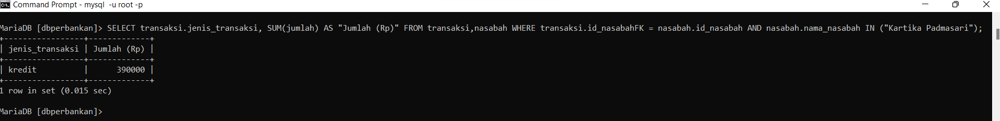 Command Prompt - mysql  -u root -p
MariaDB [dbperbankan]> SELECT transaksi.jenis_transaksi, SUM(jumlah) AS "Jumlah (Rp)" FROM transaksi,nasabah WHERE transaksi.id_nasabahFK = nasabah.id_nasabah AND nasabah.nama_nasabah IN ("Kartika Padmasari");
+-----------------+-------------+
| jenis_transaksi | Jumlah (Rp) |
+-----------------+-------------+
| kredit          |      390000 |
+-----------------+-------------+
1 row in set (0.015 sec)
MariaDB [dbperbankan]>